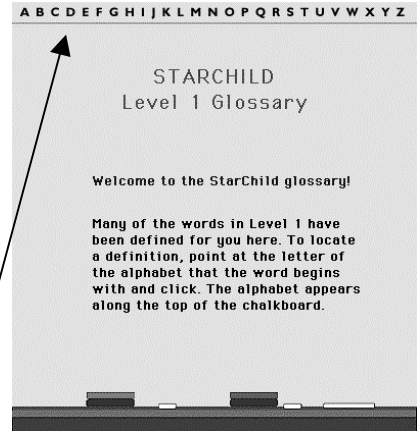 A B C D E F G H I J K L M N O P Q R S T U V W X Y Z
STARCHILD
Level 1 Glossary
Welcome to the StarChild glossary!
Many of the words in Level 1 have
been defined for you here. To locate
a definition, point at the letter of
the alphabet that the word begins
with and click. The alphabet appears
along the top of the chalkboard.